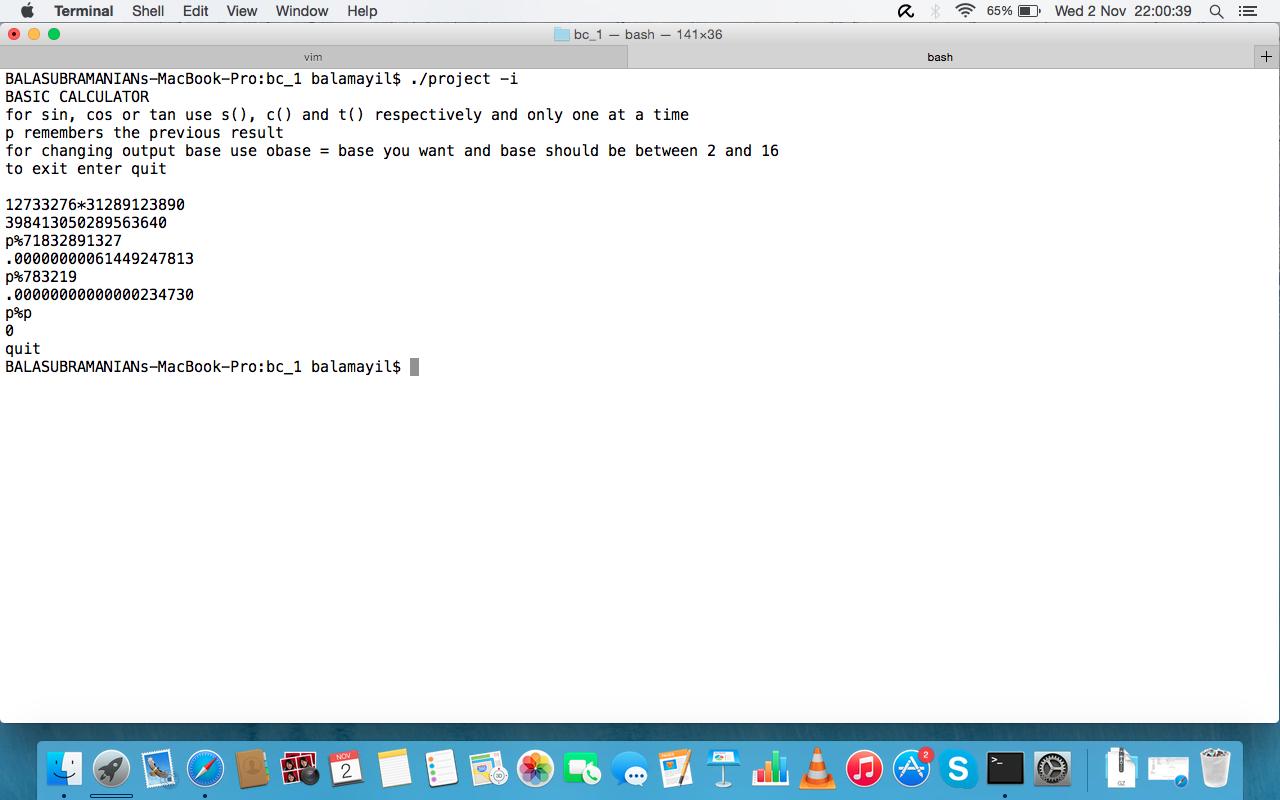 Terminal Shell Edit View Window Help 65% Wed 2 Nov 22:00:39
bc_1 — bash — 141×36
vim bash
BALASUBRAMANIANs-MacBook-Pro:bc_1 balamayil$ ./project -i
BASIC CALCULATOR
for sin, cos or tan use s(), c() and t() respectively and only one at a time
p remembers the previous result
for changing output base use obase = base you want and base should be between 2 and 16
to exit enter quit
12733276*31289123890
398413050289563640
p%71832891327
.00000000061449247813
p%783219
.00000000000000234730
p%p
0
quit
BALASUBRAMANIANs-MacBook-Pro:bc_1 balamayil$
NOV
2
3D
2
S
>_
GZ